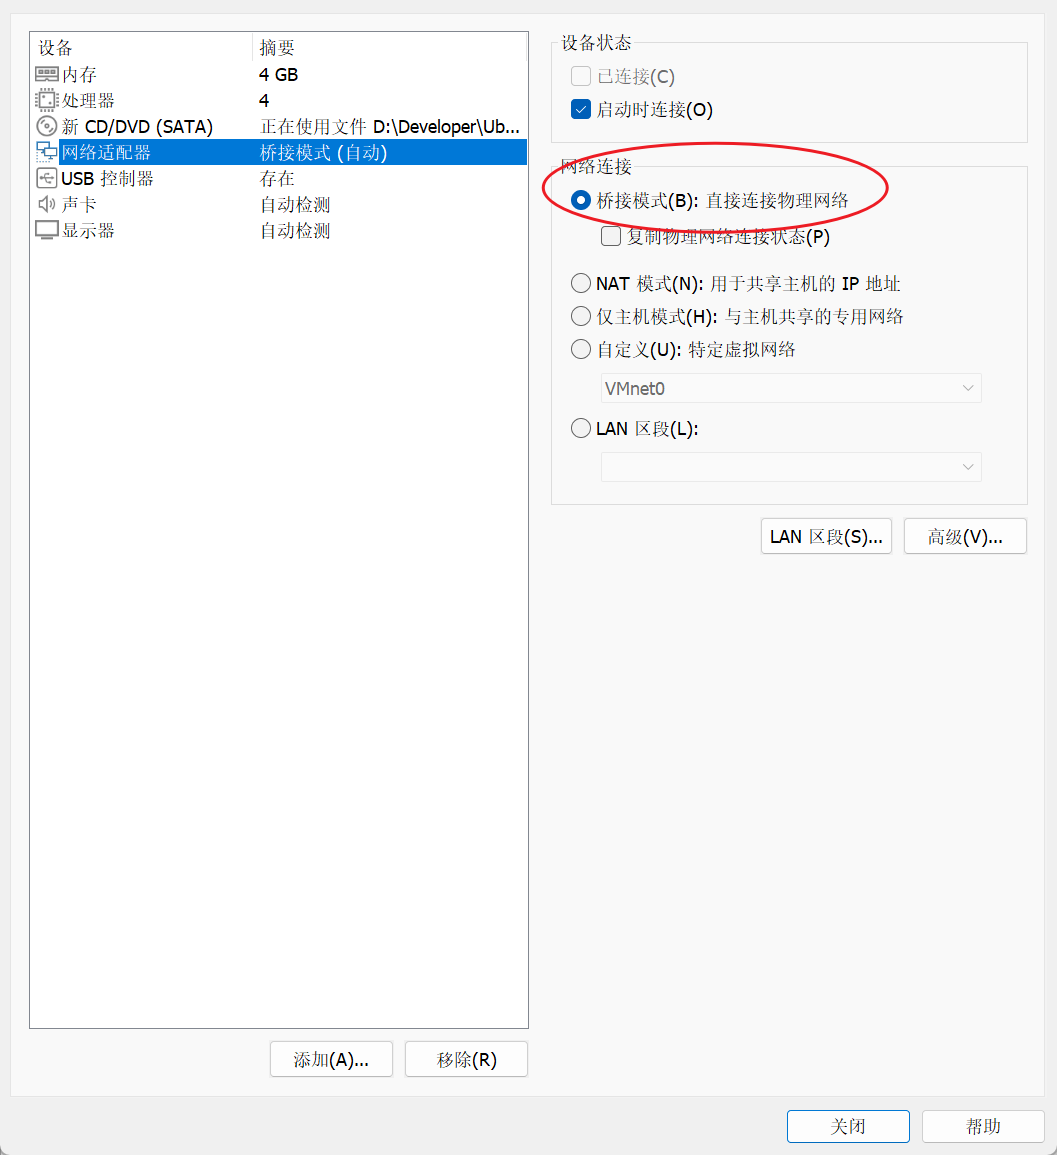 设备 摘要
内存 4 GB
处理器 4
新 CD/DVD (SATA) 正在使用文件 D:\Developer\Ub...
网络适配器 桥接模式 (自动)
USB 控制器 存在
声卡 自动检测
显示器 自动检测
添加(A)... 移除(R)
设备状态
已连接(C)
启动时连接(O)
网络连接
桥接模式(B): 直接连接物理网络
复制物理网络连接状态(P)
NAT 模式(N): 用于共享主机的 IP 地址
仅主机模式(H): 与主机共享的专用网络
自定义(U): 特定虚拟网络
VMnet0
LAN 区段(L):
LAN 区段(S)... 高级(V)...
关闭 帮助